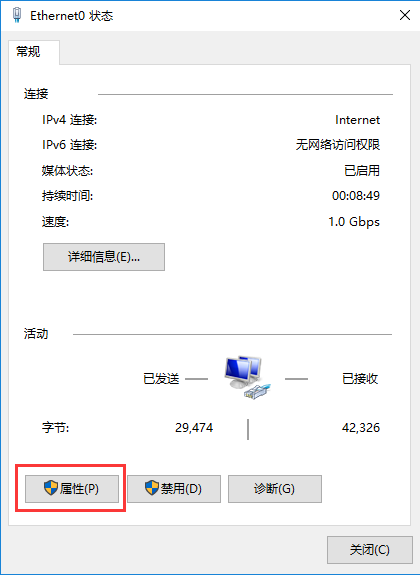 Ethernet0 状态
常规
连接
IPv4 连接: Internet
IPv6 连接: 无网络访问权限
媒体状态: 已启用
持续时间: 00:08:49
速度: 1.0 Gbps
详细信息(E)...
活动
已发送 已接收
字节: 29,474 42,326
属性(P) 禁用(D) 诊断(G)
关闭(C)